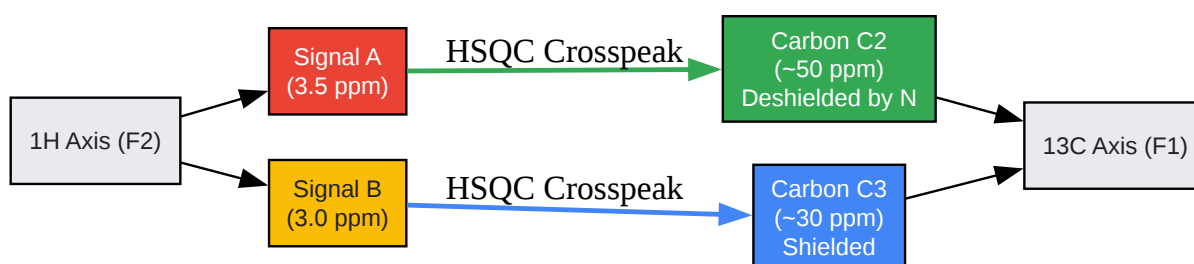 1H Axis (F2)
Signal A
(3.5 ppm)
HSQC Crosspeak
Carbon C2
(~50 ppm)
Deshielded by N
Signal B
(3.0 ppm)
HSQC Crosspeak
Carbon C3
(~30 ppm)
Shielded
13C Axis (F1)